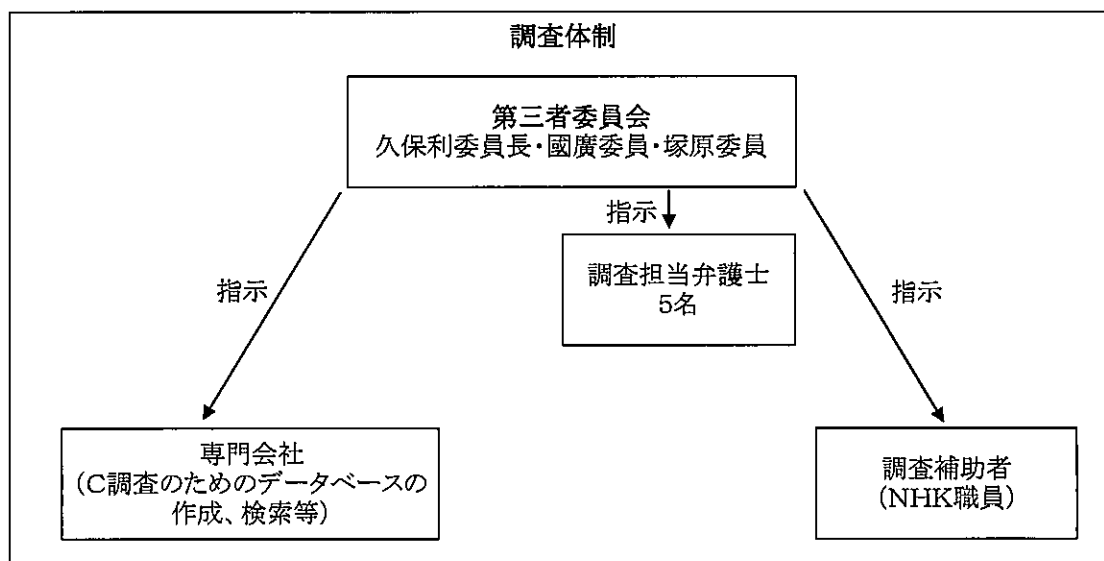 調査体制
第三者委員会
久保利委員長・國廣委員・塚原委員
指示
調査担当弁護士
5名
指示
指示
専門会社
(C調査のためのデータベースの
作成、検索等)
調査補助者
(NHK職員)